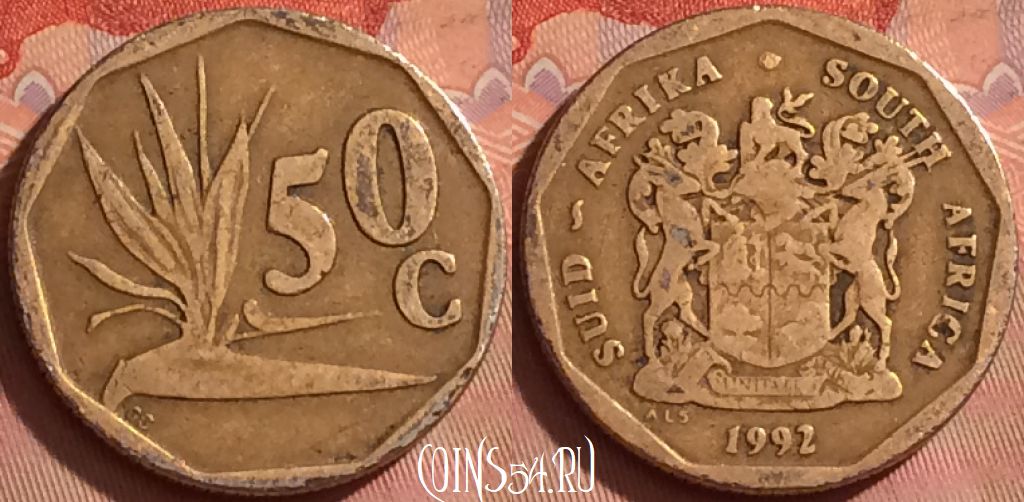 50
C
SUID - AFRIKA · SOUTH AFRICA
ALS
1992
COINS54.RU